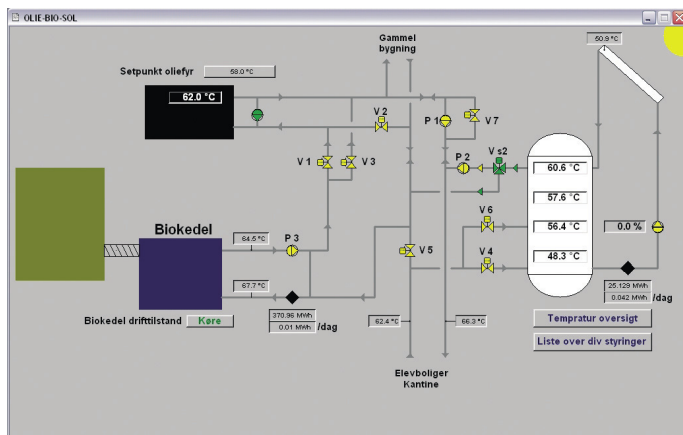 OLIE-BIO-SOL
Gammel
bygning
50.9 °C
Setpunkt oliefyr
58.0 °C
62.0 °C
V 2
P 1
V 7
V 1
V 3
P 2
V s2
60.6 °C
57.6 °C
56.4 °C
48.3 °C
V 6
0.0 %
Biokedel
64.5 °C
P 3
V 5
V 4
67.7 °C
25.129 MWh
0.042 MWh /dag
370.96 MWh
0.01 MWh /dag
Biokedel drifttilstand
Køre
62.4 °C
66.3 °C
Tempratur oversigt
Liste over div styringer
Elevboliger
Kantine